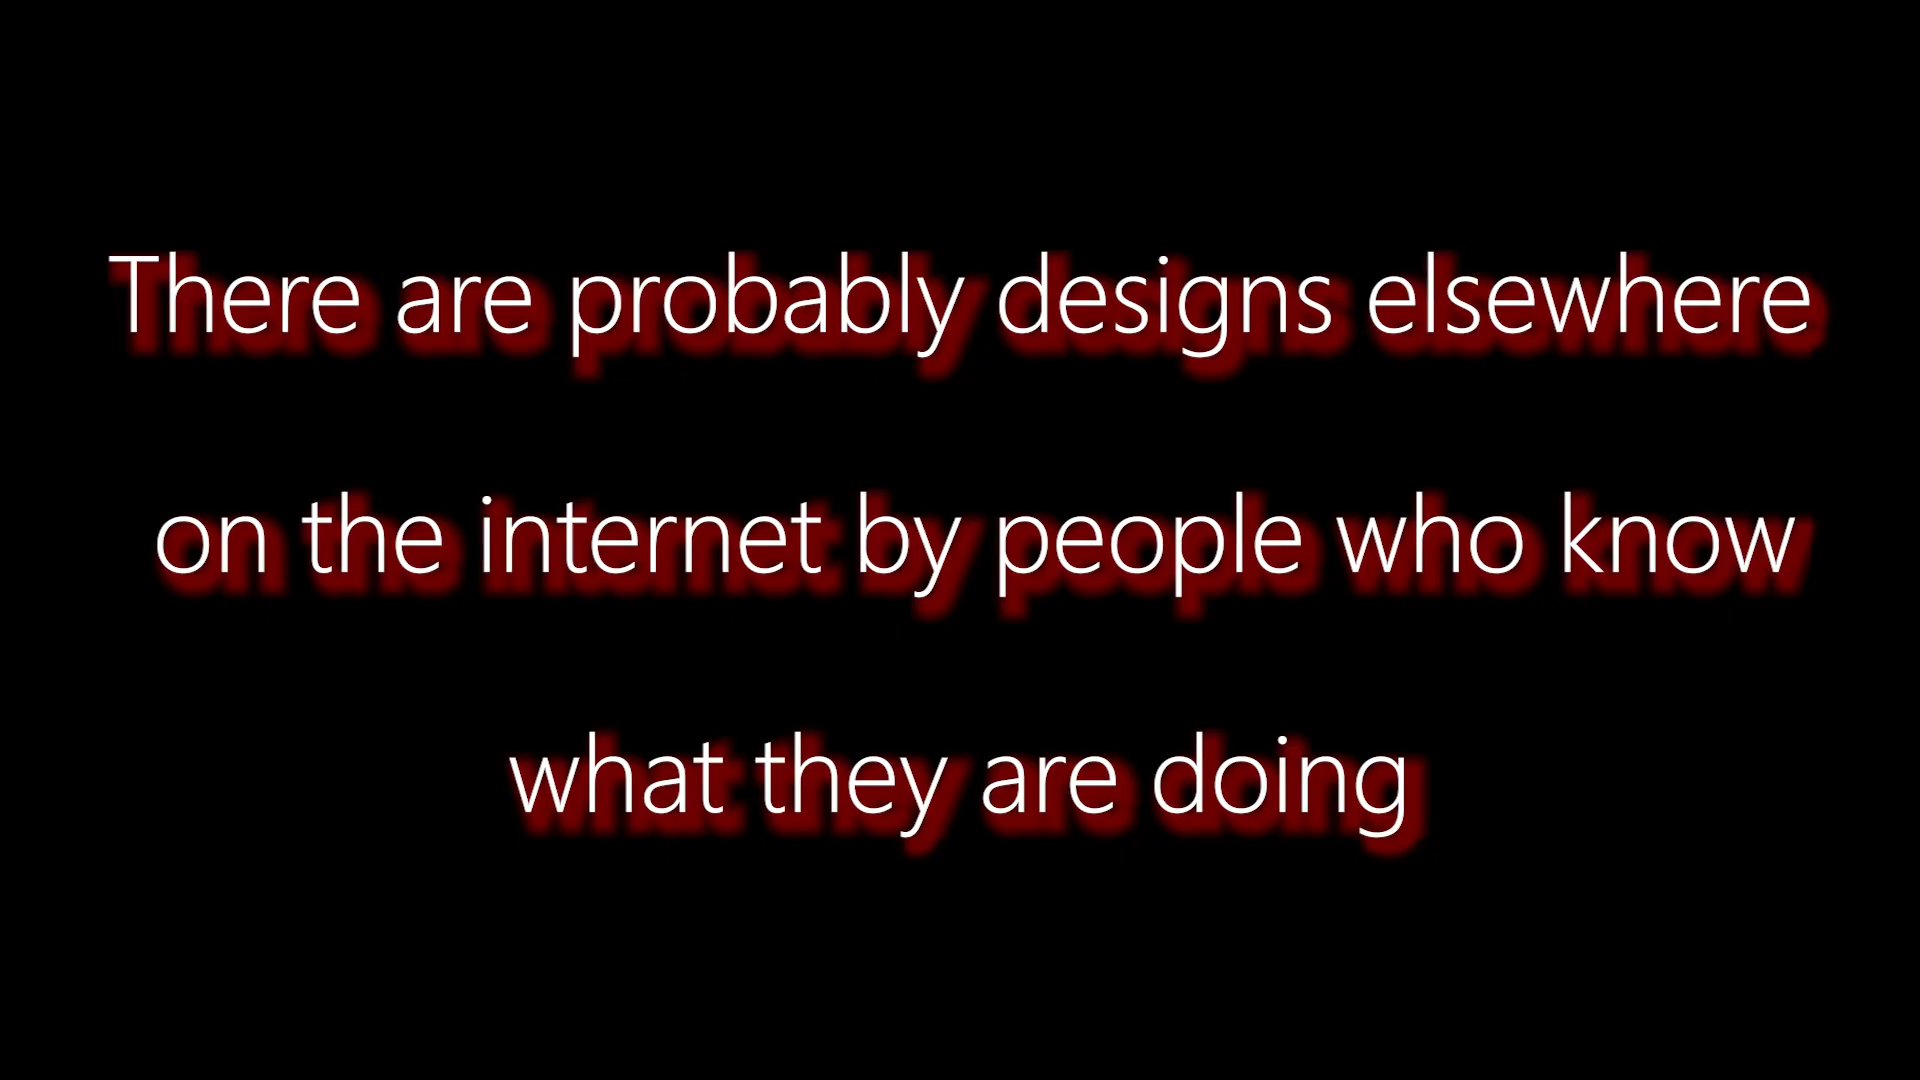 There are probably designs elsewhere
on the internet by people who know
what they are doing